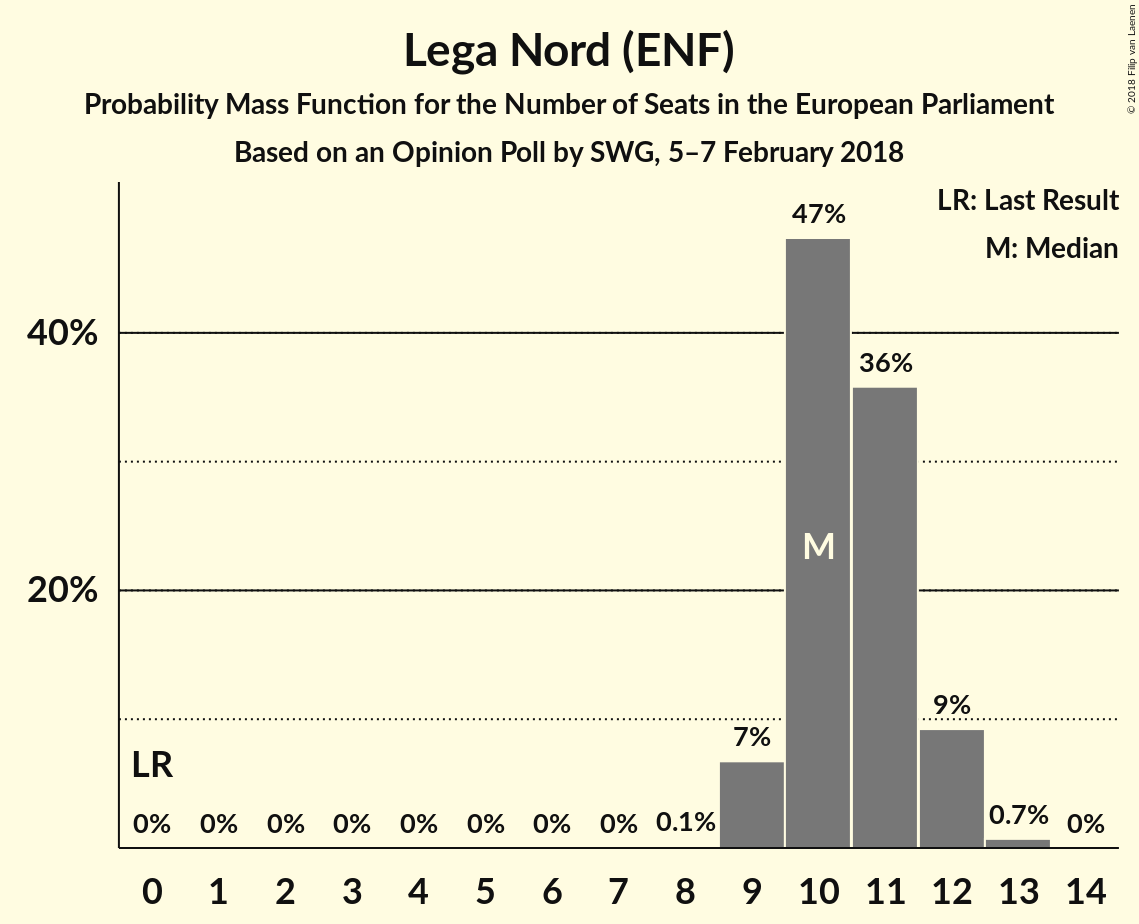 Lega Nord (ENF)
Probability Mass Function for the Number of Seats in the European Parliament
Based on an Opinion Poll by SWG, 5–7 February 2018
© 2018 Filip van Laenen
LR: Last Result
M: Median
40%
20%
47%
36%
M
9%
7%
LR
0% 0% 0% 0% 0% 0% 0% 0% 0.1% 0.7% 0%
0 1 2 3 4 5 6 7 8 9 10 11 12 13 14